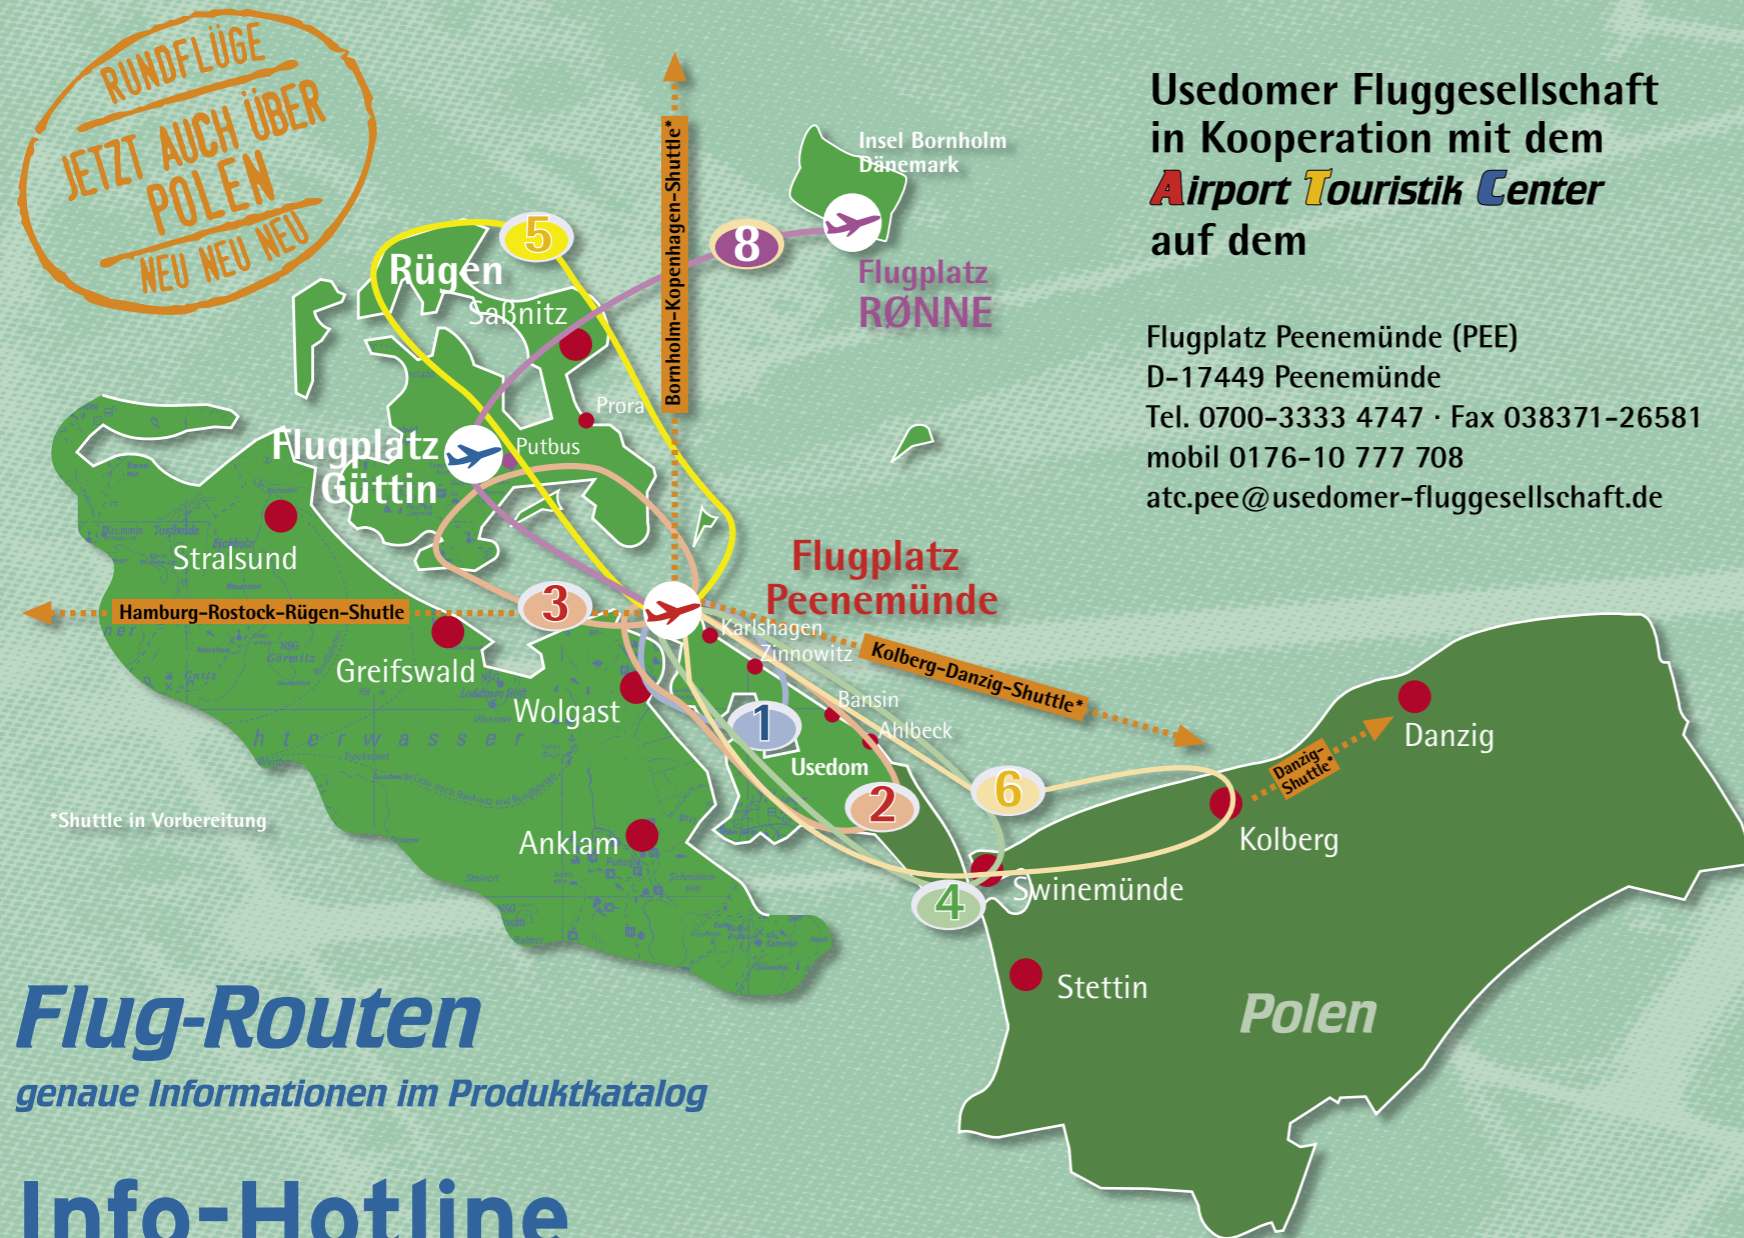 RUNDFLÜGE
JETZT AUCH ÜBER
POLEN
NEU NEU NEU
Usedomer Fluggesellschaft
in Kooperation mit dem
Airport Touristik Center
auf dem
Flugplatz Peenemünde (PEE)
D-17449 Peenemünde
Tel. 0700-3333 4747 · Fax 038371-26581
mobil 0176-10 777 708
atc.pee@usedomer-fluggesellschaft.de
Insel Bornholm
Dänemark
Bornholm-Kopenhagen-Shuttle*
5
8
Rügen
Flugplatz
RØNNE
Saßnitz
Prora
Flugplatz
Güttin
Putbus
Stralsund
Flugplatz
Peenemünde
3
Hamburg-Rostock-Rügen-Shutle
Karlshagen
Zinnowitz
Kolberg-Danzig-Shuttle*
Greifswald
Wolgast
Bansin
1
Ahlbeck
Danzig
Usedom
Danzig-
Shuttle*
6
2
*Shuttle in Vorbereitung
Anklam
Kolberg
Swinemünde
4
Stettin
Polen
h t e r w a s s e r
Flug-Routen
genaue Informationen im Produktkatalog
Info-Hotline